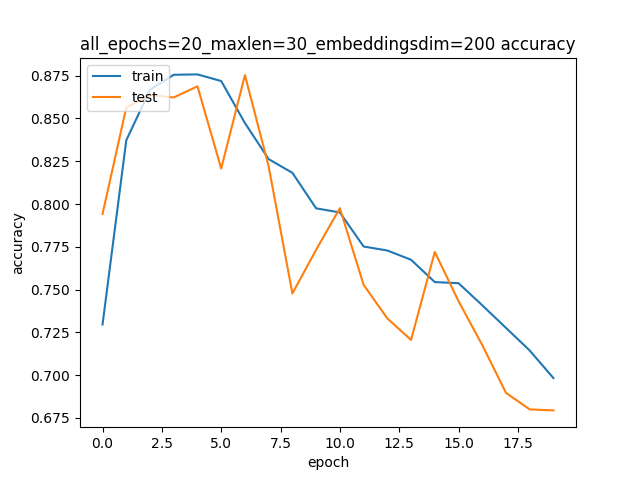 all_epochs=20_maxlen=30_embeddingsdim=200 accuracy
train
test
accuracy
0.875
0.850
0.825
0.800
0.775
0.750
0.725
0.700
0.675
0.0 2.5 5.0 7.5 10.0 12.5 15.0 17.5
epoch